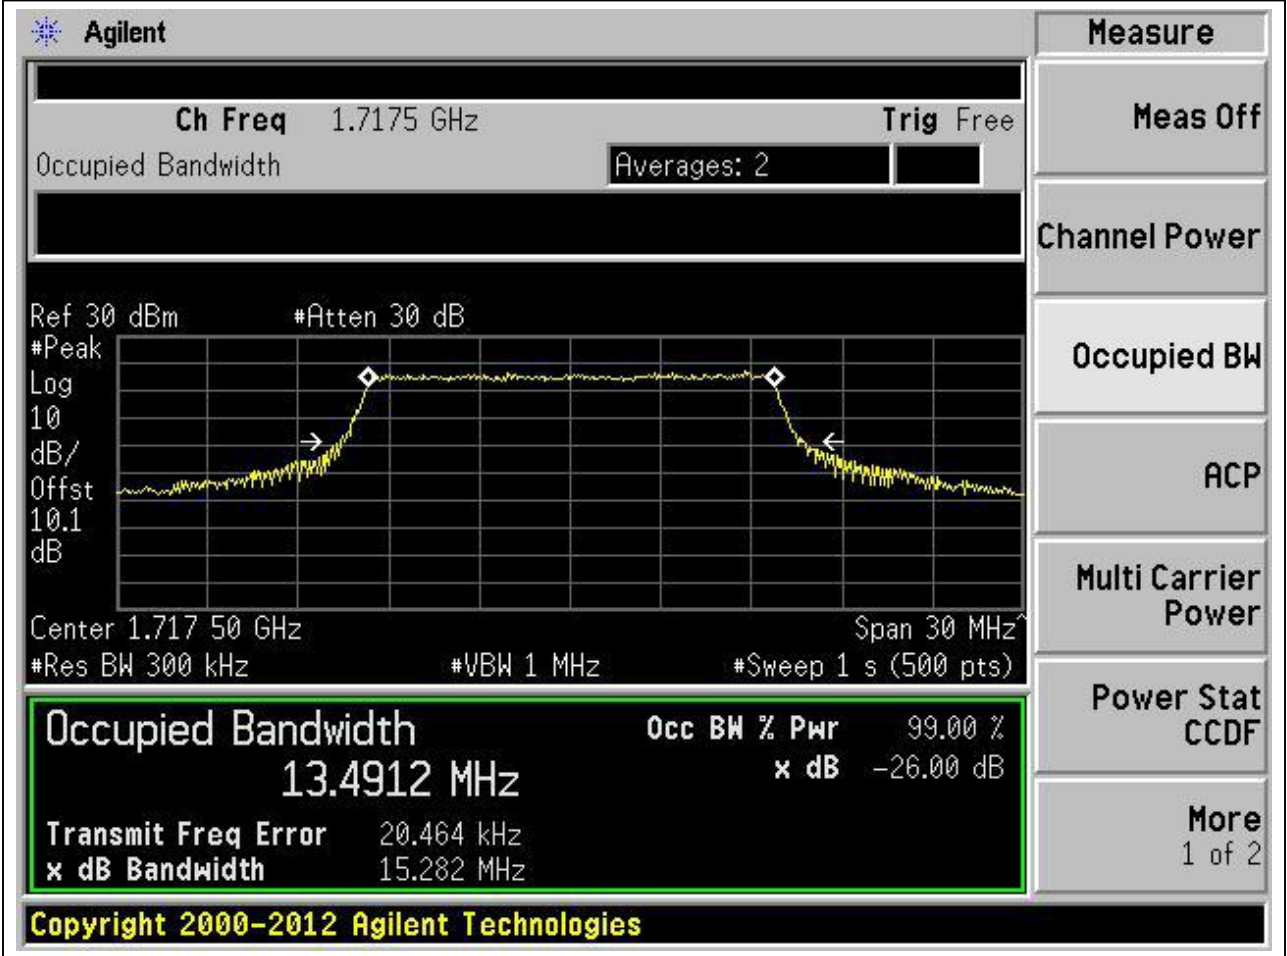 Agilent
Measure
Ch Freq 1.7175 GHz Trig Free
Meas Off
Occupied Bandwidth Averages: 2
Channel Power
Ref 30 dBm #Atten 30 dB
#Peak
Log
10
dB/
Offst
10.1
dB
Occupied BW
ACP
Center 1.717 50 GHz Span 30 MHz^
#Res BW 300 kHz #VBW 1 MHz #Sweep 1 s (500 pts)
Multi Carrier
Power
Occupied Bandwidth Occ BW % Pwr 99.00 %
13.4912 MHz x dB -26.00 dB
Transmit Freq Error 20.464 kHz
x dB Bandwidth 15.282 MHz
Power Stat
CCDF
More
1 of 2
Copyright 2000-2012 Agilent Technologies